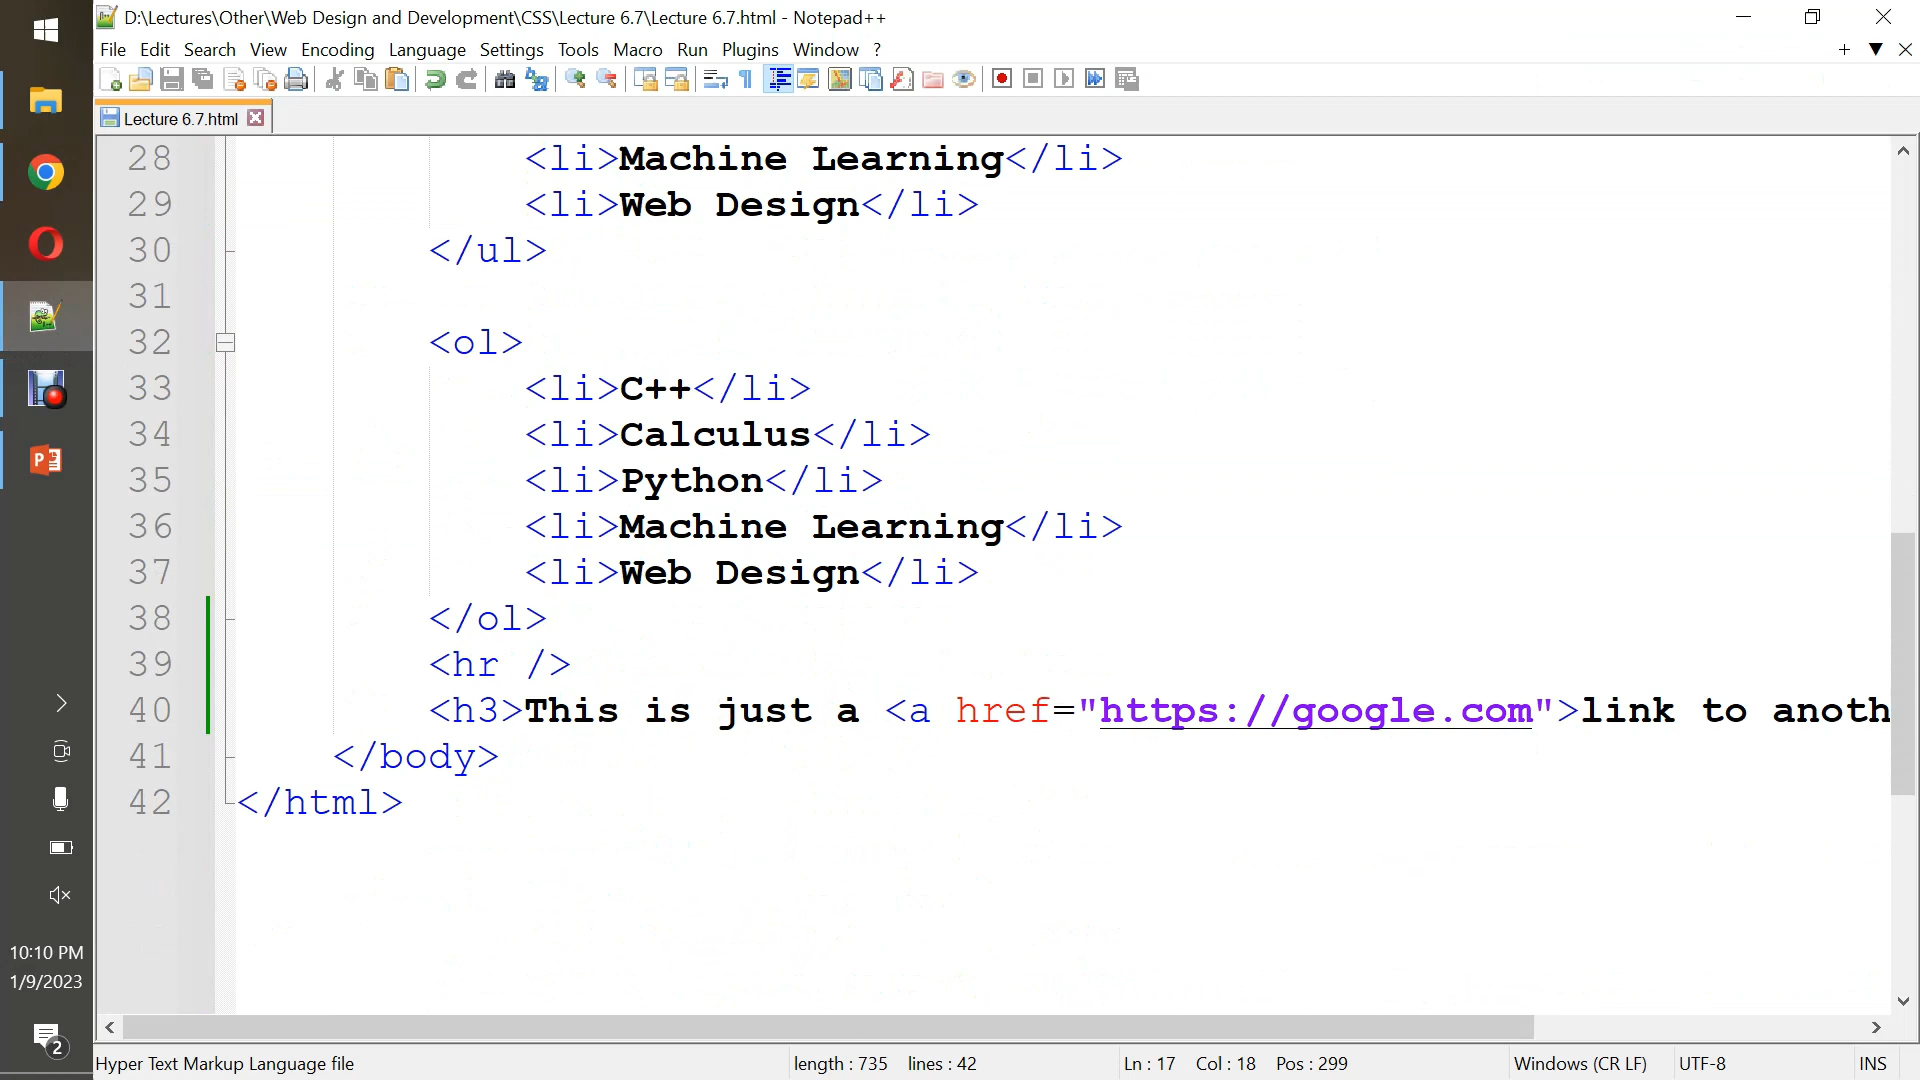 D:\Lectures\Other\Web Design and Development\CSS\Lecture 6.7\Lecture 6.7.html - Notepad++
File Edit Search View Encoding Language Settings Tools Macro Run Plugins Window ?
Lecture 6.7.html
28 <li>Machine Learning</li>
29 <li>Web Design</li>
30 </ul>
31
32 <ol>
33 <li>C++</li>
34 <li>Calculus</li>
35 <li>Python</li>
36 <li>Machine Learning</li>
37 <li>Web Design</li>
38 </ol>
39 <hr />
40 <h3>This is just a <a href="https://google.com">link to anoth
41 </body>
42 </html>
10:10 PM
1/9/2023
2
Hyper Text Markup Language file length : 735 lines : 42 Ln : 17 Col : 18 Pos : 299 Windows (CR LF) UTF-8 INS